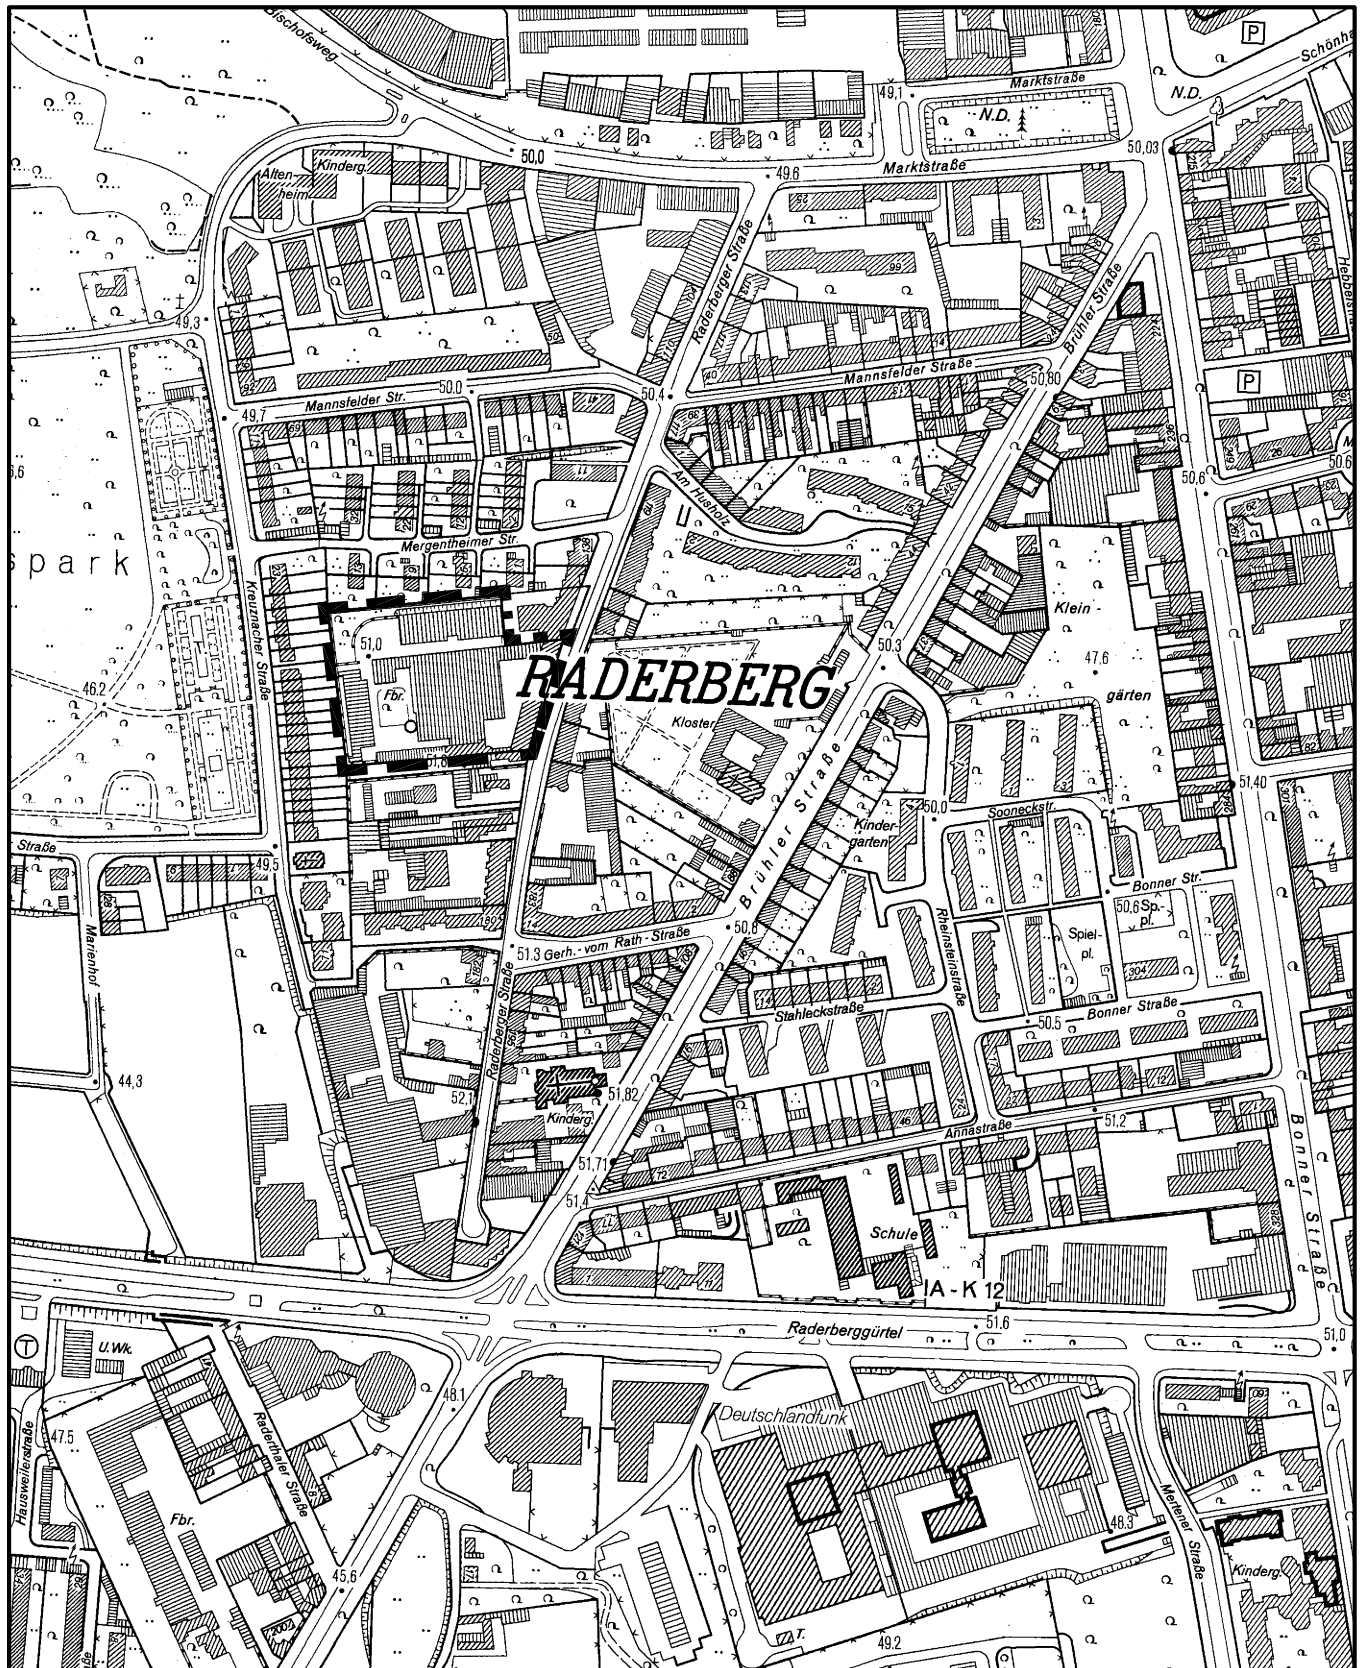 Bischofsweg
P
Schönha
Marktstraße
49,1
N.D.
N.D.
50,03
50,0
Kinderg.
Alten-
heim
49.6
Marktstraße
Raderberger Straße
Brühler Straße
49,3
Mannsfelder Straße
50,80
50.0
50.4
Mannsfelder Str.
49.7
P
50,6
50.6
Am Husholz
Mergentheimer Str.
spark
Kreuznacher Straße
Klein-
47.6
gärten
51,0
50.3
RADERBERG
Fbr.
Kloster
46.2
51,40
50,0
Sooneckstr.
Kinder-
garten
Straße
49,5
Bonner Str.
50,6
Sp.-
pl.
Brühler Straße
50,8
Marienhof
Rheinsteinstraße
Spiel-
pl.
304
51.3
Gerh.-vom Rath-Straße
Raderberger Straße
Stahleckstraße
50.5
Bonner Straße
44,3
52,1
51,82
Kinderg.
Annastraße
51,2
51,71
51,4
Bonner Straße
Schule
IA - K 12
Raderberggürtel
51.6
51,0
T
U.Wk.
48.1
Deutschlandfunk
47.5
Hausweilerstraße
Raderthaler Straße
Fbr.
48.3
Mertener Straße
45,6
Kinderg.
T.
49.2